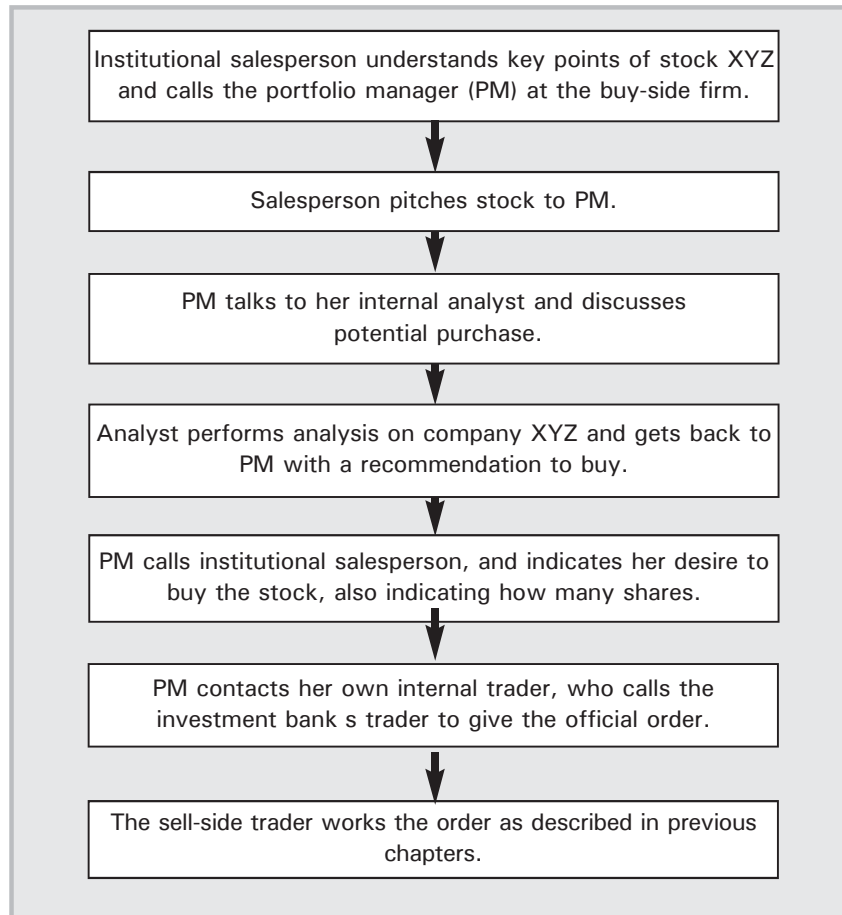 Institutional salesperson understands key points of stock XYZ
and calls the portfolio manager (PM) at the buy-side firm.
Salesperson pitches stock to PM.
PM talks to her internal analyst and discusses
potential purchase.
Analyst performs analysis on company XYZ and gets back to
PM with a recommendation to buy.
PM calls institutional salesperson, and indicates her desire to
buy the stock, also indicating how many shares.
PM contacts her own internal trader, who calls the
investment bank s trader to give the official order.
The sell-side trader works the order as described in previous
chapters.